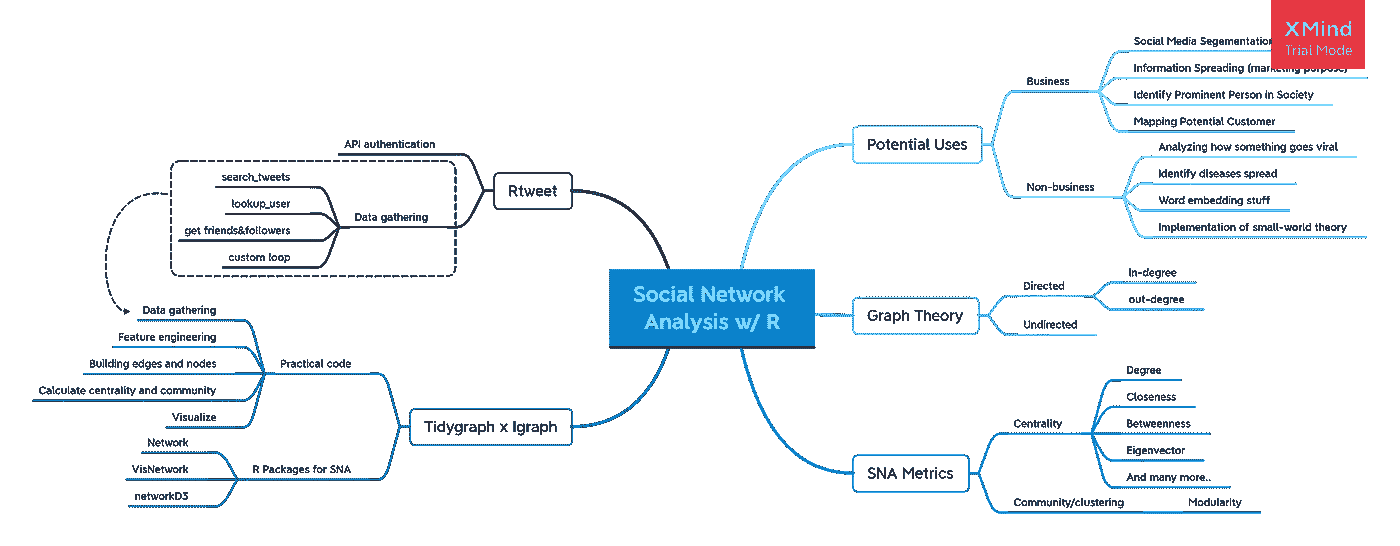 XMind
Trial Mode
Social Network
Analysis w/ R
Potential Uses
Business
Social Media Segementation
Information Spreading (marketing purpose)
Identify Prominent Person in Society
Mapping Potential Customer
Non-business
Analyzing how something goes viral
Identify diseases spread
Word embedding stuff
Implementation of small-world theory
Graph Theory
Directed
In-degree
out-degree
Undirected
SNA Metrics
Centrality
Degree
Closeness
Betweenness
Eigenvector
And many more..
Community/clustering
Modularity
Rtweet
API authentication
Data gathering
search_tweets
lookup_user
get friends&followers
custom loop
Tidygraph x Igraph
Practical code
Data gathering
Feature engineering
Building edges and nodes
Calculate centrality and community
Visualize
R Packages for SNA
Network
VisNetwork
networkD3